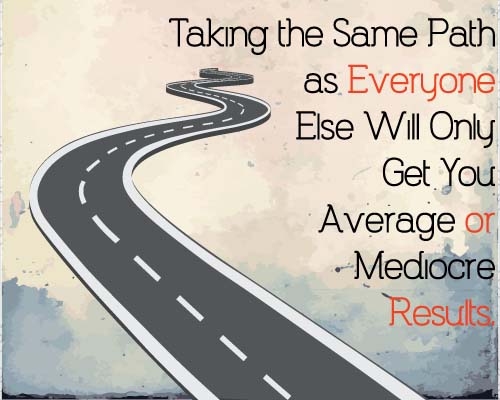 Taking the Same Path
as Everyone
Else Will Only
Get You
Average or
Mediocre
Results.